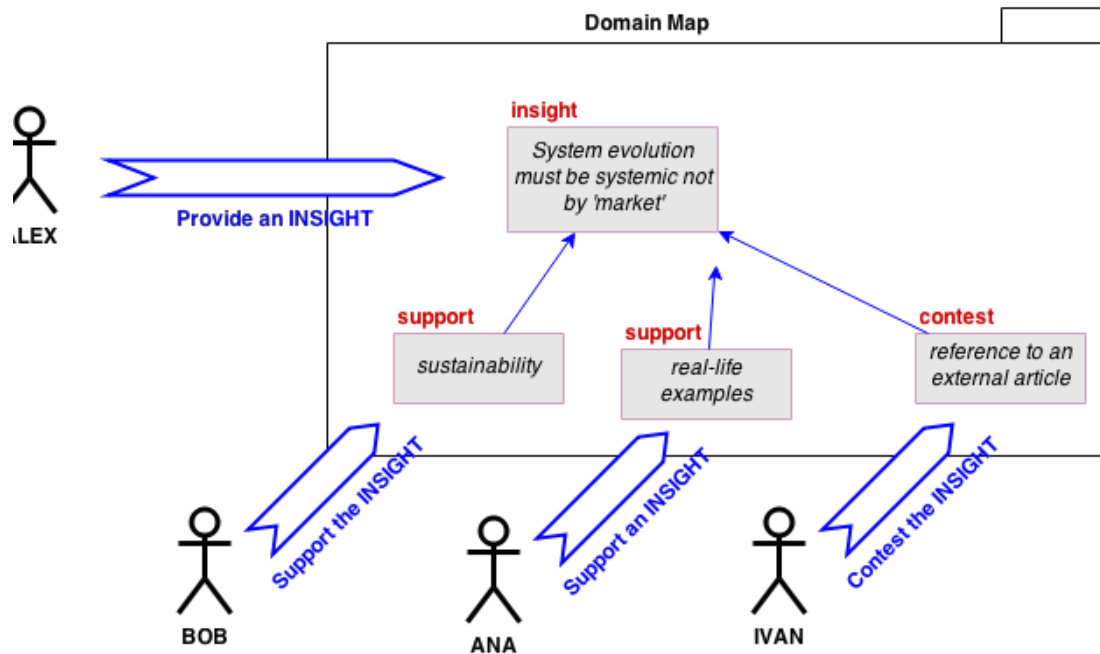 Domain Map
insight
System evolution
must be systemic not
by 'market'
Provide an INSIGHT
LEX
support
sustainability
support
real-life
examples
contest
reference to an
external article
Support the INSIGHT
Support an INSIGHT
Contest the INSIGHT
BOB
ANA
IVAN